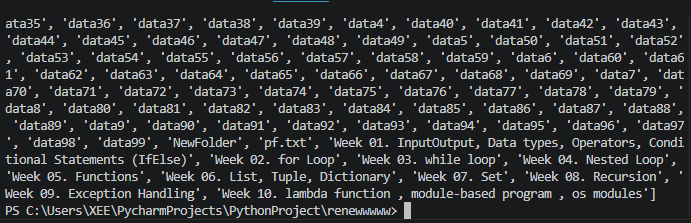 ata35', 'data36', 'data37', 'data38', 'data39', 'data4', 'data40', 'data41', 'data42', 'data43',
'data44', 'data45', 'data46', 'data47', 'data48', 'data49', 'data5', 'data50', 'data51', 'data52'
, 'data53', 'data54', 'data55', 'data56', 'data57', 'data58', 'data59', 'data6', 'data60', 'data6
1', 'data62', 'data63', 'data64', 'data65', 'data66', 'data67', 'data68', 'data69', 'data7', 'dat
a70', 'data71', 'data72', 'data73', 'data74', 'data75', 'data76', 'data77', 'data78', 'data79', '
data8', 'data80', 'data81', 'data82', 'data83', 'data84', 'data85', 'data86', 'data87', 'data88',
'data89', 'data9', 'data90', 'data91', 'data92', 'data93', 'data94', 'data95', 'data96', 'data97
', 'data98', 'data99', 'NewFolder', 'pf.txt', 'Week 01. InputOutput, Data types, Operators, Condi
tional Statements (IfElse)', 'Week 02. for Loop', 'Week 03. while loop', 'Week 04. Nested Loop',
'Week 05. Functions', 'Week 06. List, Tuple, Dictionary', 'Week 07. Set', 'Week 08. Recursion', '
Week 09. Exception Handling', 'Week 10. lambda function , module-based program , os modules']
PS C:\Users\XEE\PycharmProjects\PythonProject\renewwwww>